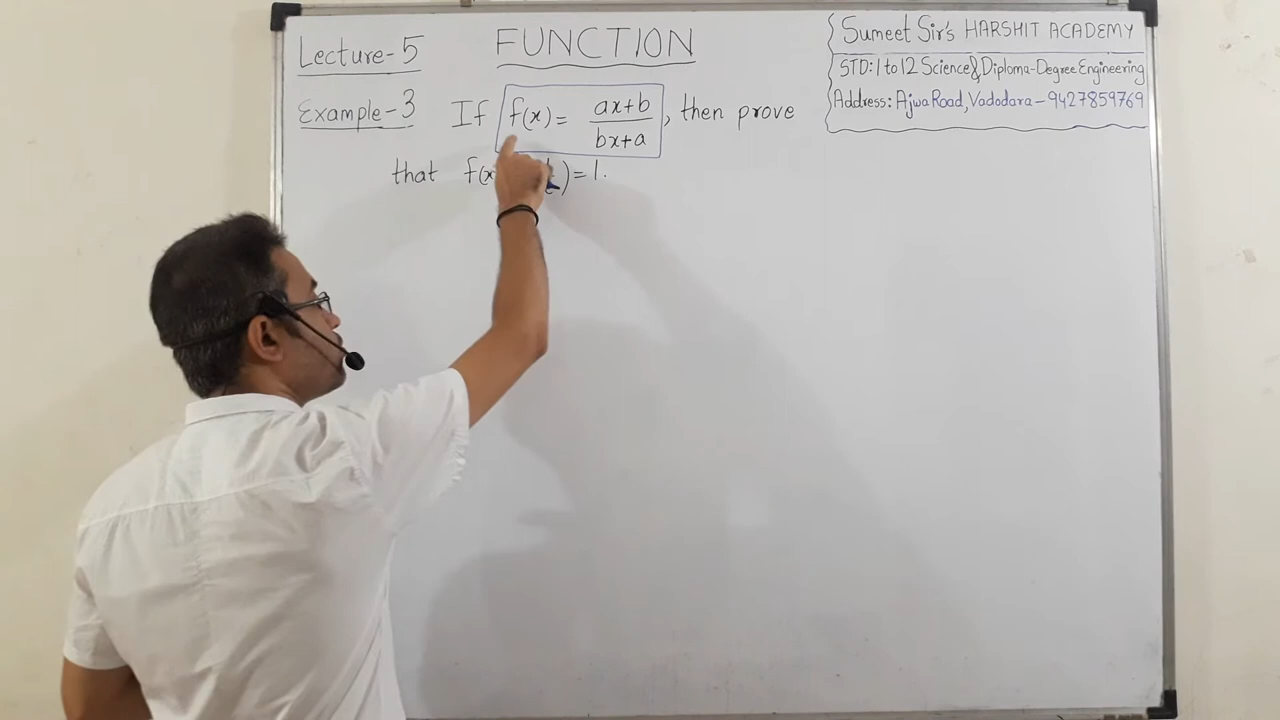 Lecture-5
FUNCTION
Sumeet Sir's HARSHIT ACADEMY
STD: 1 to 12 Science & Diploma-Degree Engineering
Address: Ajwa Road, Vadodara - 9427859769
Example-3 If f(x) = (ax+b)/(bx+a), then prove
that f(x ) = 1.